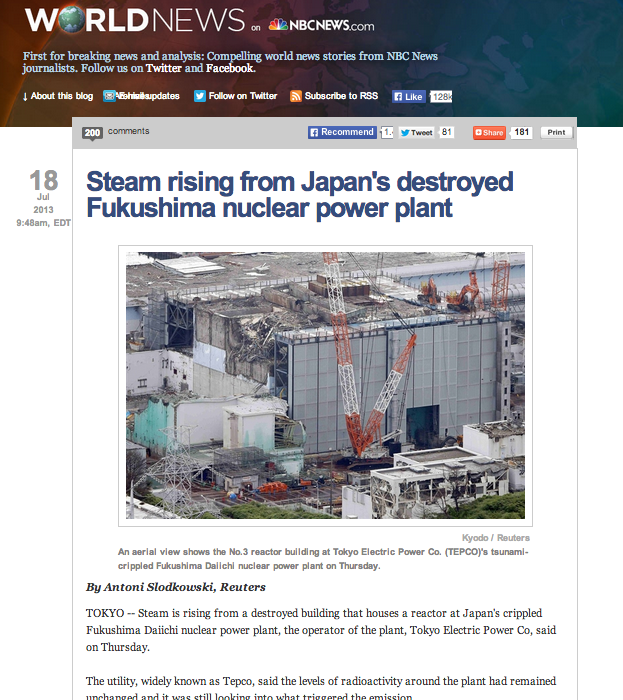 WORLD NEWS on NBCNEWS.com
First for breaking news and analysis: Compelling world news stories from NBC News
journalists. Follow us on Twitter and Facebook.
↓ About this blog updates Follow on Twitter Subscribe to RSS Like 128k
200 comments Recommend 1. Tweet 81 Share 181 Print
18
Jul
2013
9:48am, EDT
Steam rising from Japan's destroyed
Fukushima nuclear power plant
Kyodo / Reuters
An aerial view shows the No.3 reactor building at Tokyo Electric Power Co. (TEPCO)'s tsunami-
crippled Fukushima Daiichi nuclear power plant on Thursday.
By Antoni Slodkowski, Reuters
TOKYO -- Steam is rising from a destroyed building that houses a reactor at Japan's crippled
Fukushima Daiichi nuclear power plant, the operator of the plant, Tokyo Electric Power Co, said
on Thursday.
The utility, widely known as Tepco, said the levels of radioactivity around the plant had remained
unchanged and it was still looking into what triggered the emission.